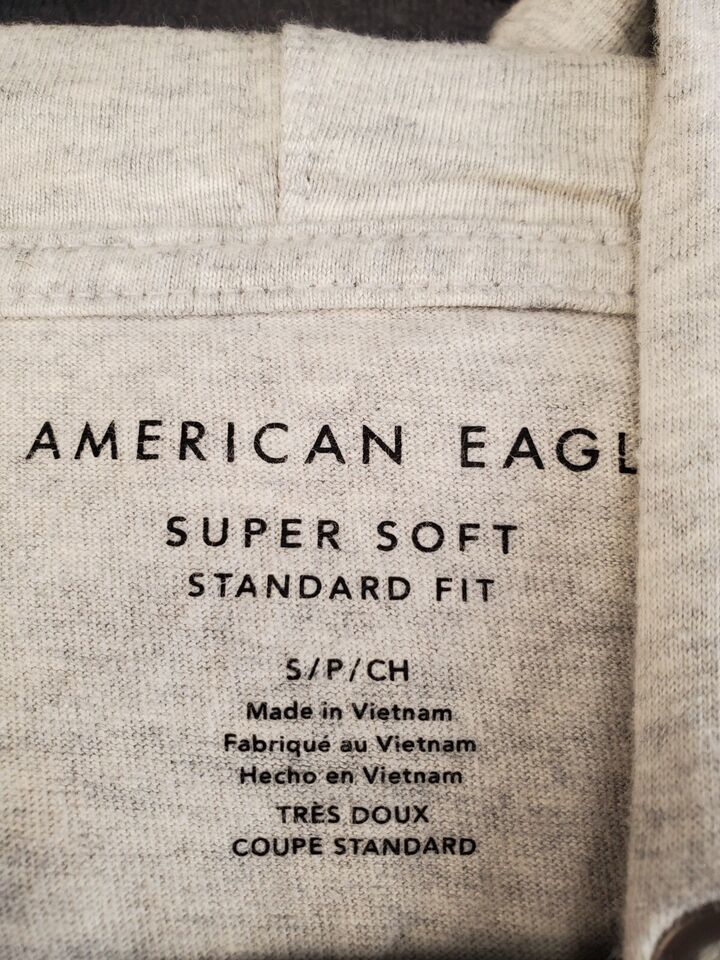 AMERICAN EAGL
SUPER SOFT
STANDARD FIT
S/P/CH
Made in Vietnam
Fabriqué au Vietnam
Hecho en Vietnam
TRÈS DOUX
COUPE STANDARD